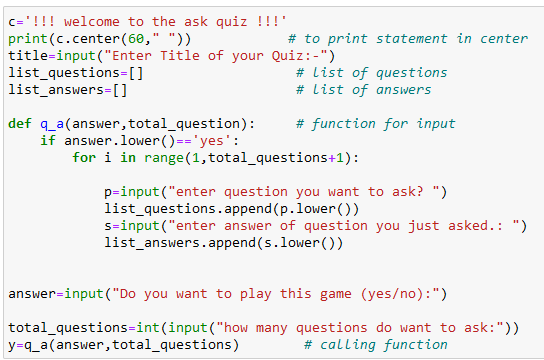 c='!!! welcome to the ask quiz !!!'
print(c.center(60," "))            # to print statement in center
title=input("Enter Title of your Quiz:-")
list_questions=[]                   # list of questions
list_answers=[]                     # list of answers

def q_a(answer,total_question):     # function for input
    if answer.lower()=='yes':
        for i in range(1,total_questions+1):

            p=input("enter question you want to ask? ")
            list_questions.append(p.lower())
            s=input("enter answer of question you just asked.: ")
            list_answers.append(s.lower())


answer=input("Do you want to play this game (yes/no):")

total_questions=int(input("how many questions do want to ask:"))
y=q_a(answer,total_questions)        # calling function